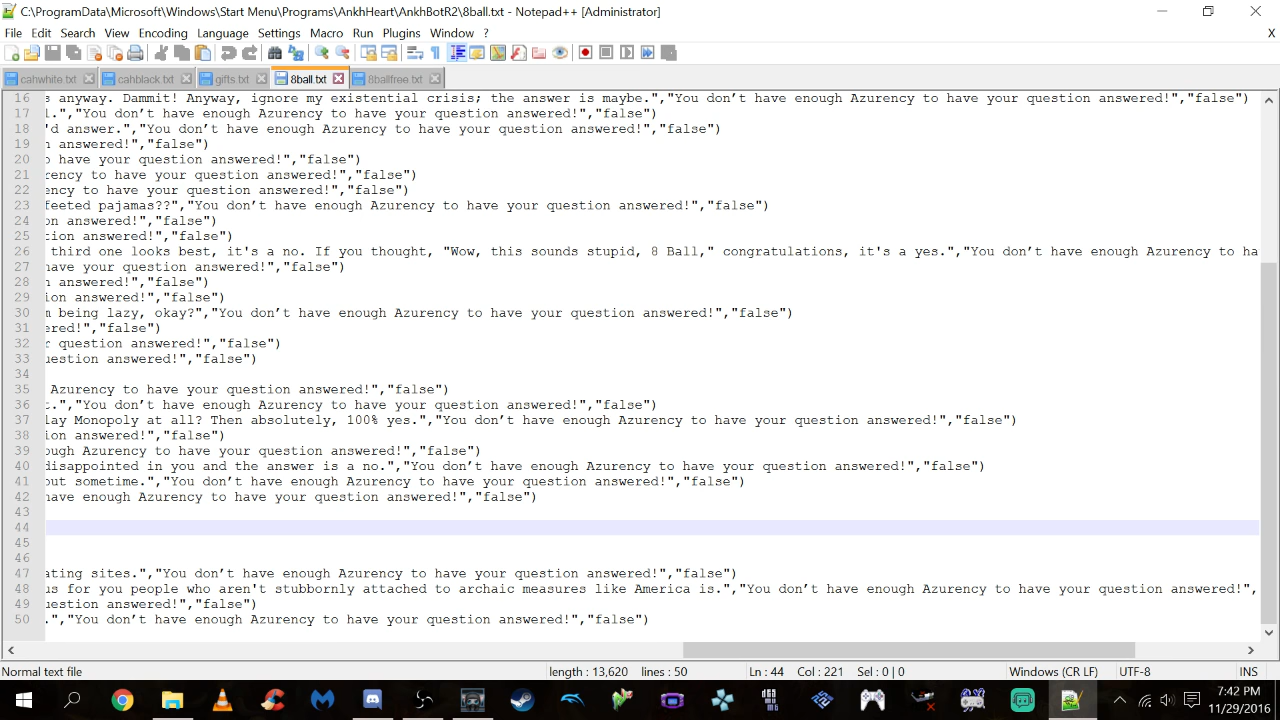 C:\ProgramData\Microsoft\Windows\Start Menu\Programs\AnkhHeart\AnkhBotR2\8ball.txt - Notepad++ [Administrator]
File Edit Search View Encoding Language Settings Macro Run Plugins Window ? X
cahwhite.txt cahblack.txt gifts.txt 8ball.txt 8ballfree.txt
16 s anyway. Dammit! Anyway, ignore my existential crisis; the answer is maybe.","You don’t have enough Azurency to have your question answered!","false")
17 l.","You don’t have enough Azurency to have your question answered!","false")
18 'd answer.","You don’t have enough Azurency to have your question answered!","false")
19 n answered!","false")
20 o have your question answered!","false")
21 rency to have your question answered!","false")
22 ency to have your question answered!","false")
23 feeted pajamas??","You don’t have enough Azurency to have your question answered!","false")
24 on answered!","false")
25 tion answered!","false")
26 third one looks best, it's a no. If you thought, "Wow, this sounds stupid, 8 Ball," congratulations, it's a yes.","You don’t have enough Azurency to ha
27 have your question answered!","false")
28 n answered!","false")
29 ion answered!","false")
30 m being lazy, okay?","You don’t have enough Azurency to have your question answered!","false")
31 ered!","false")
32 r question answered!","false")
33 uestion answered!","false")
34
35 Azurency to have your question answered!","false")
36 t.","You don’t have enough Azurency to have your question answered!","false")
37 lay Monopoly at all? Then absolutely, 100% yes.","You don’t have enough Azurency to have your question answered!","false")
38 ion answered!","false")
39 ough Azurency to have your question answered!","false")
40 disappointed in you and the answer is a no.","You don’t have enough Azurency to have your question answered!","false")
41 out sometime.","You don’t have enough Azurency to have your question answered!","false")
42 have enough Azurency to have your question answered!","false")
43
44
45
46
47 ating sites.","You don’t have enough Azurency to have your question answered!","false")
48 us for you people who aren't stubbornly attached to archaic measures like America is.","You don’t have enough Azurency to have your question answered!",
49 uestion answered!","false")
50 .","You don’t have enough Azurency to have your question answered!","false")
Normal text file length : 13,620 lines : 50 Ln : 44 Col : 221 Sel : 0 | 0 Windows (CR LF) UTF-8 INS
7:42 PM
11/29/2016